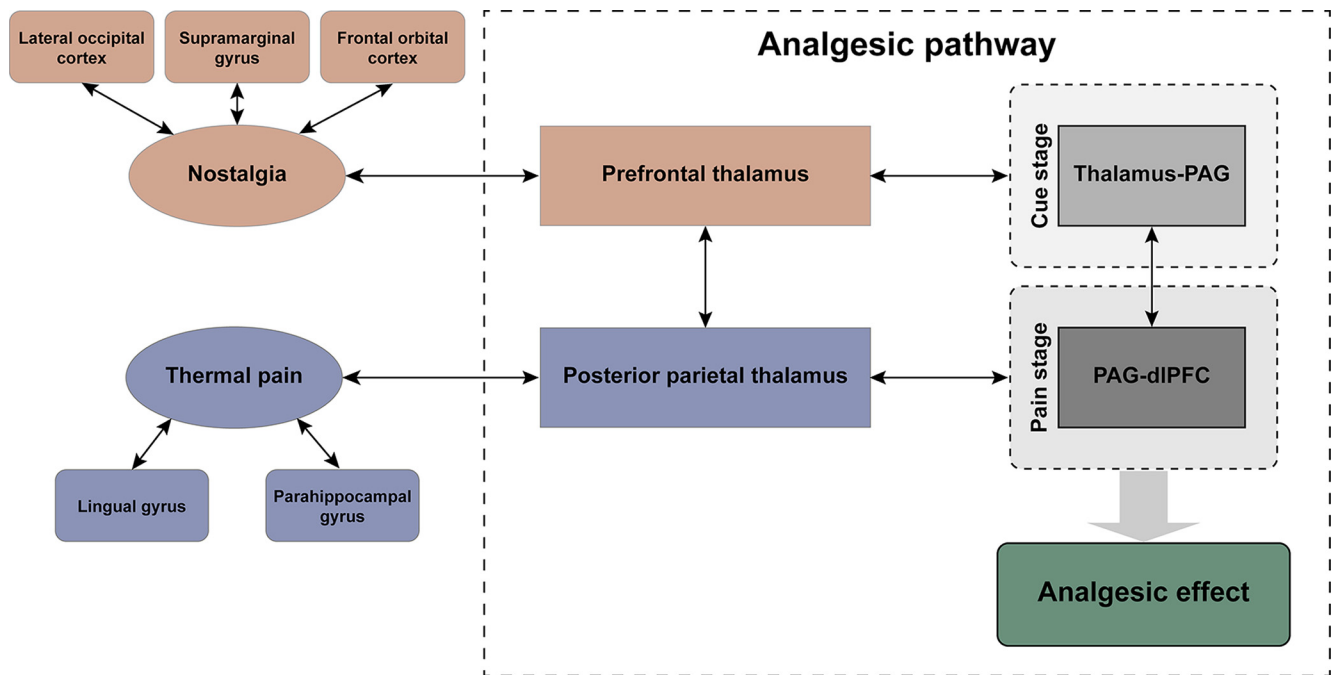 Lateral occipital
cortex
Supramarginal
gyrus
Frontal orbital
cortex
Nostalgia
Thermal pain
Lingual gyrus
Parahippocampal
gyrus
Analgesic pathway
Prefrontal thalamus
Posterior parietal thalamus
Cue stage
Thalamus-PAG
Pain stage
PAG-dlPFC
Analgesic effect